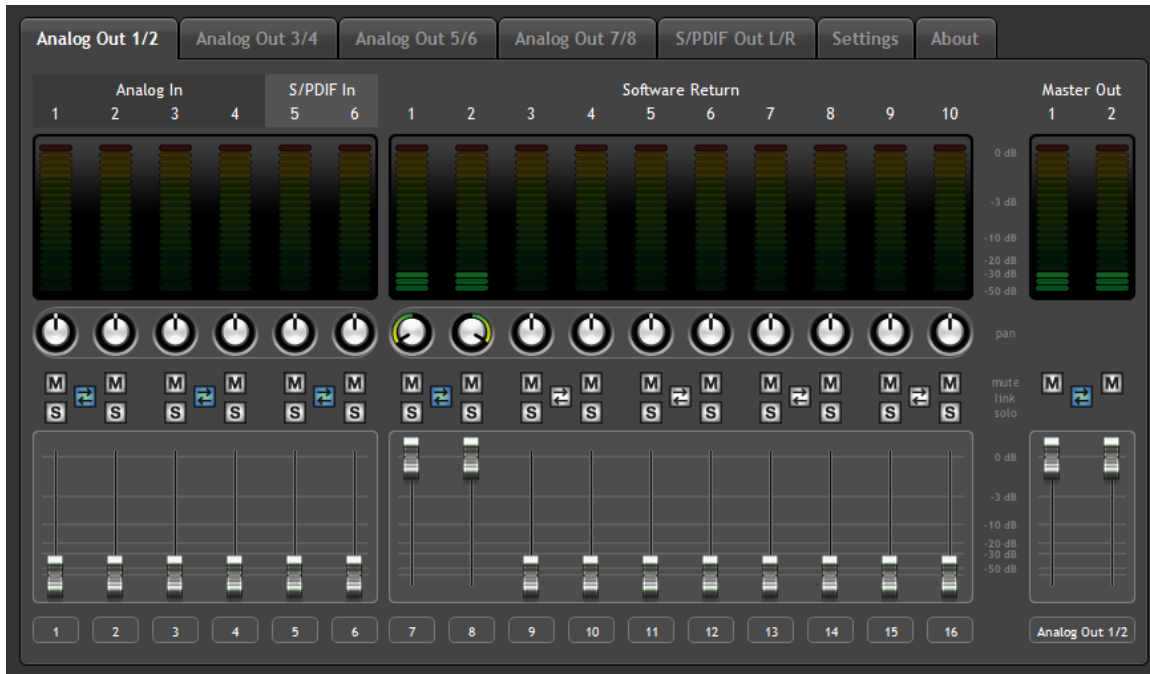 Analog Out 1/2 Analog Out 3/4 Analog Out 5/6 Analog Out 7/8 S/PDIF Out L/R Settings About
Analog In S/PDIF In Software Return Master Out
1 2 3 4 5 6 1 2 3 4 5 6 7 8 9 10 1 2
0 dB
-3 dB
-10 dB
-20 dB
-30 dB
-50 dB
pan
M M M M M M M M M M M M M M M M mute M M
link
S S S S S S S S S S S S S S S S solo
0 dB
-3 dB
-10 dB
-20 dB
-30 dB
-50 dB
1 2 3 4 5 6 7 8 9 10 11 12 13 14 15 16 Analog Out 1/2